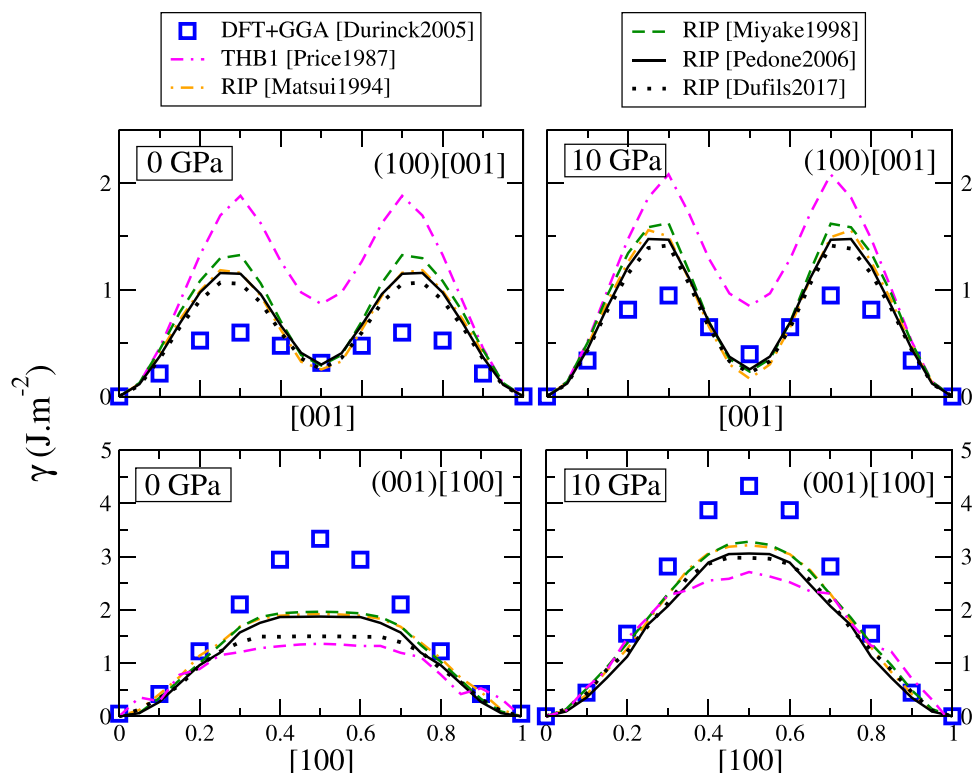 DFT+GGA [Durinck2005]
THB1 [Price1987]
RIP [Matsui1994]
RIP [Miyake1998]
RIP [Pedone2006]
RIP [Dufils2017]
0 GPa
(100)[001]
10 GPa
(100)[001]
2
1
0
2
1
0
[001]
[001]
γ (J.m⁻²)
0 GPa
(001)[100]
10 GPa
(001)[100]
5
4
3
2
1
0
5
4
3
2
1
0
0 0.2 0.4 0.6 0.8 1
0 0.2 0.4 0.6 0.8 1
[100]
[100]